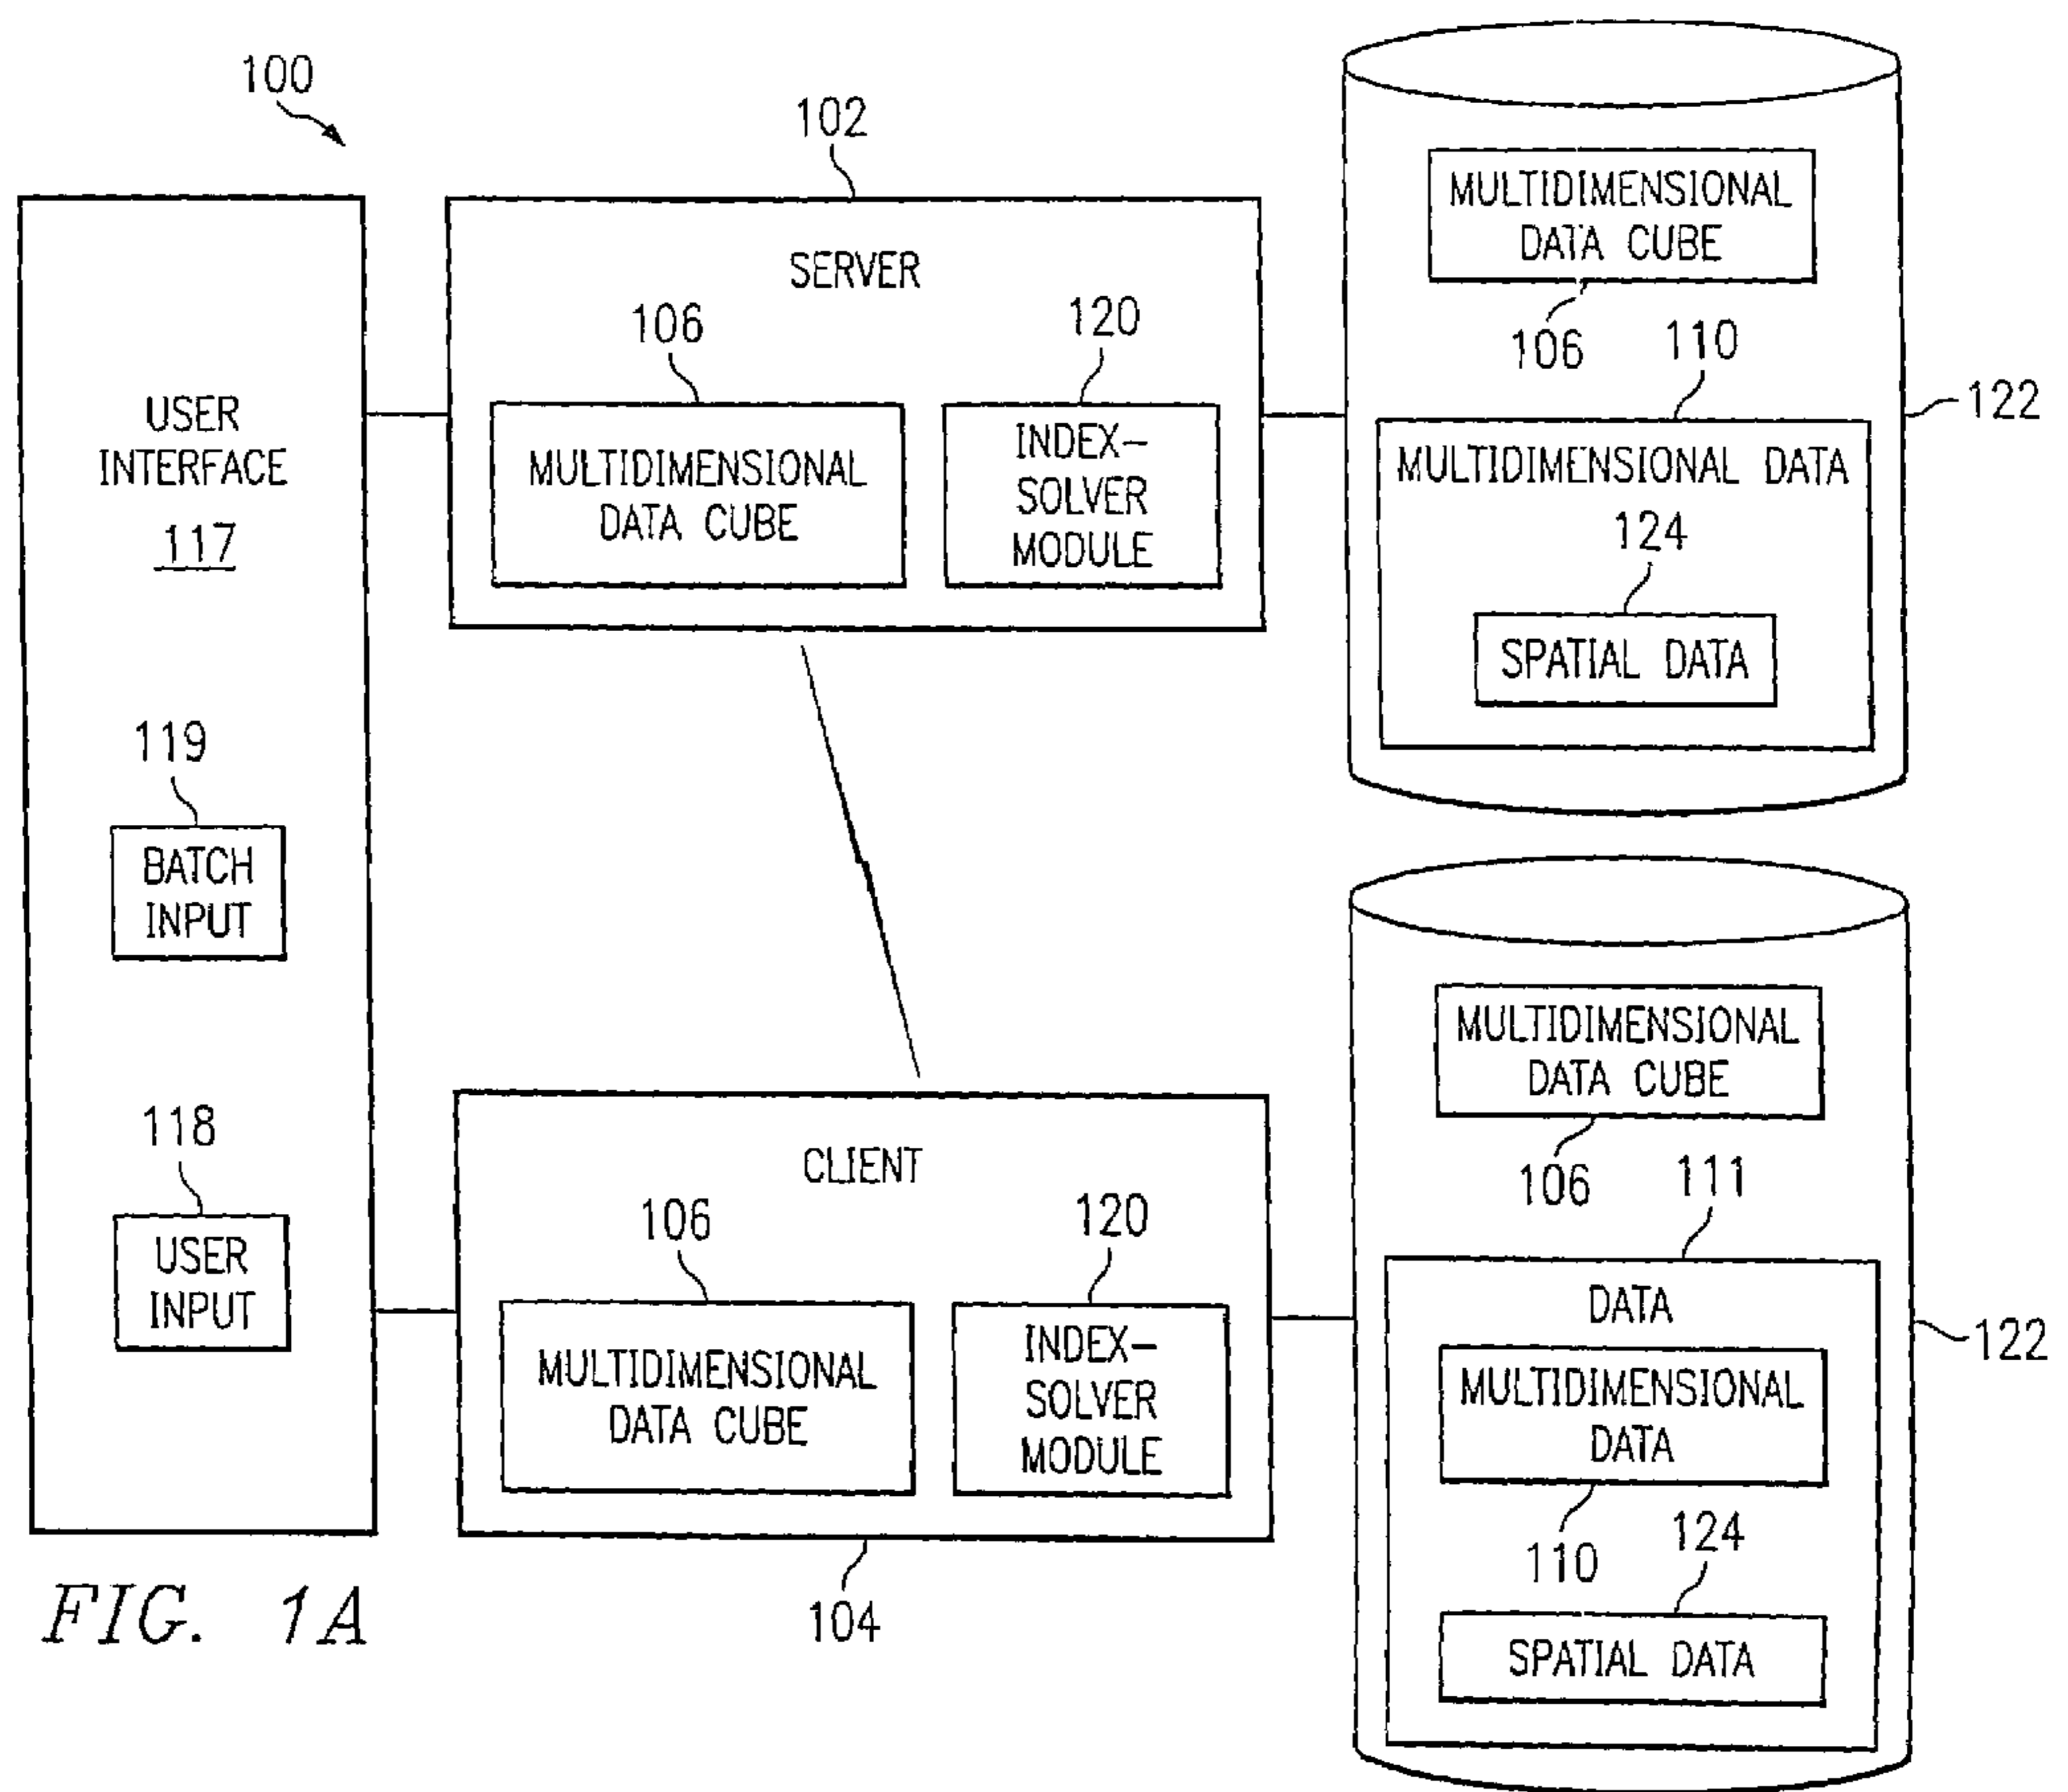 100
USER
INTERFACE
117
119
BATCH
INPUT
118
USER
INPUT
102
SERVER
106
MULTIDIMENSIONAL
DATA CUBE
120
INDEX-
SOLVER
MODULE
MULTIDIMENSIONAL
DATA CUBE
106
110
MULTIDIMENSIONAL DATA
124
SPATIAL DATA
122
CLIENT
106
MULTIDIMENSIONAL
DATA CUBE
120
INDEX-
SOLVER
MODULE
104
MULTIDIMENSIONAL
DATA CUBE
106
111
DATA
MULTIDIMENSIONAL
DATA
110
124
SPATIAL DATA
122
FIG. 1A